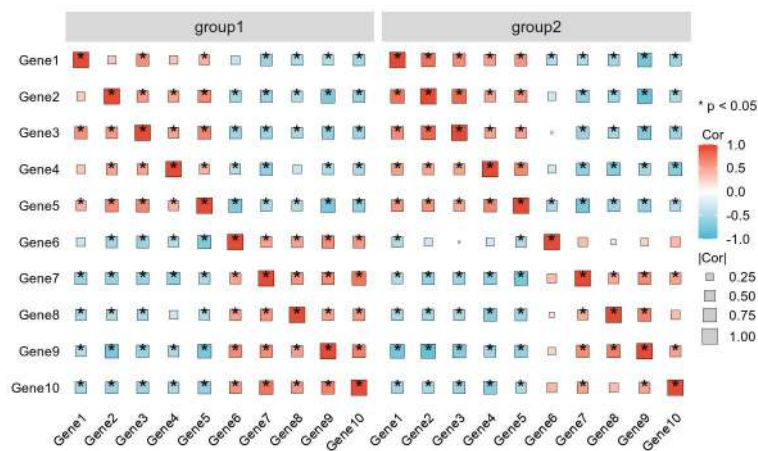 group1 group2
Gene1
Gene2
Gene3
Gene4
Gene5
Gene6
Gene7
Gene8
Gene9
Gene10
Gene1 Gene2 Gene3 Gene4 Gene5 Gene6 Gene7 Gene8 Gene9 Gene10 Gene1 Gene2 Gene3 Gene4 Gene5 Gene6 Gene7 Gene8 Gene9 Gene10
* p < 0.05
Cor
1.0
0.5
0.0
-0.5
-1.0
|Cor|
0.25
0.50
0.75
1.00